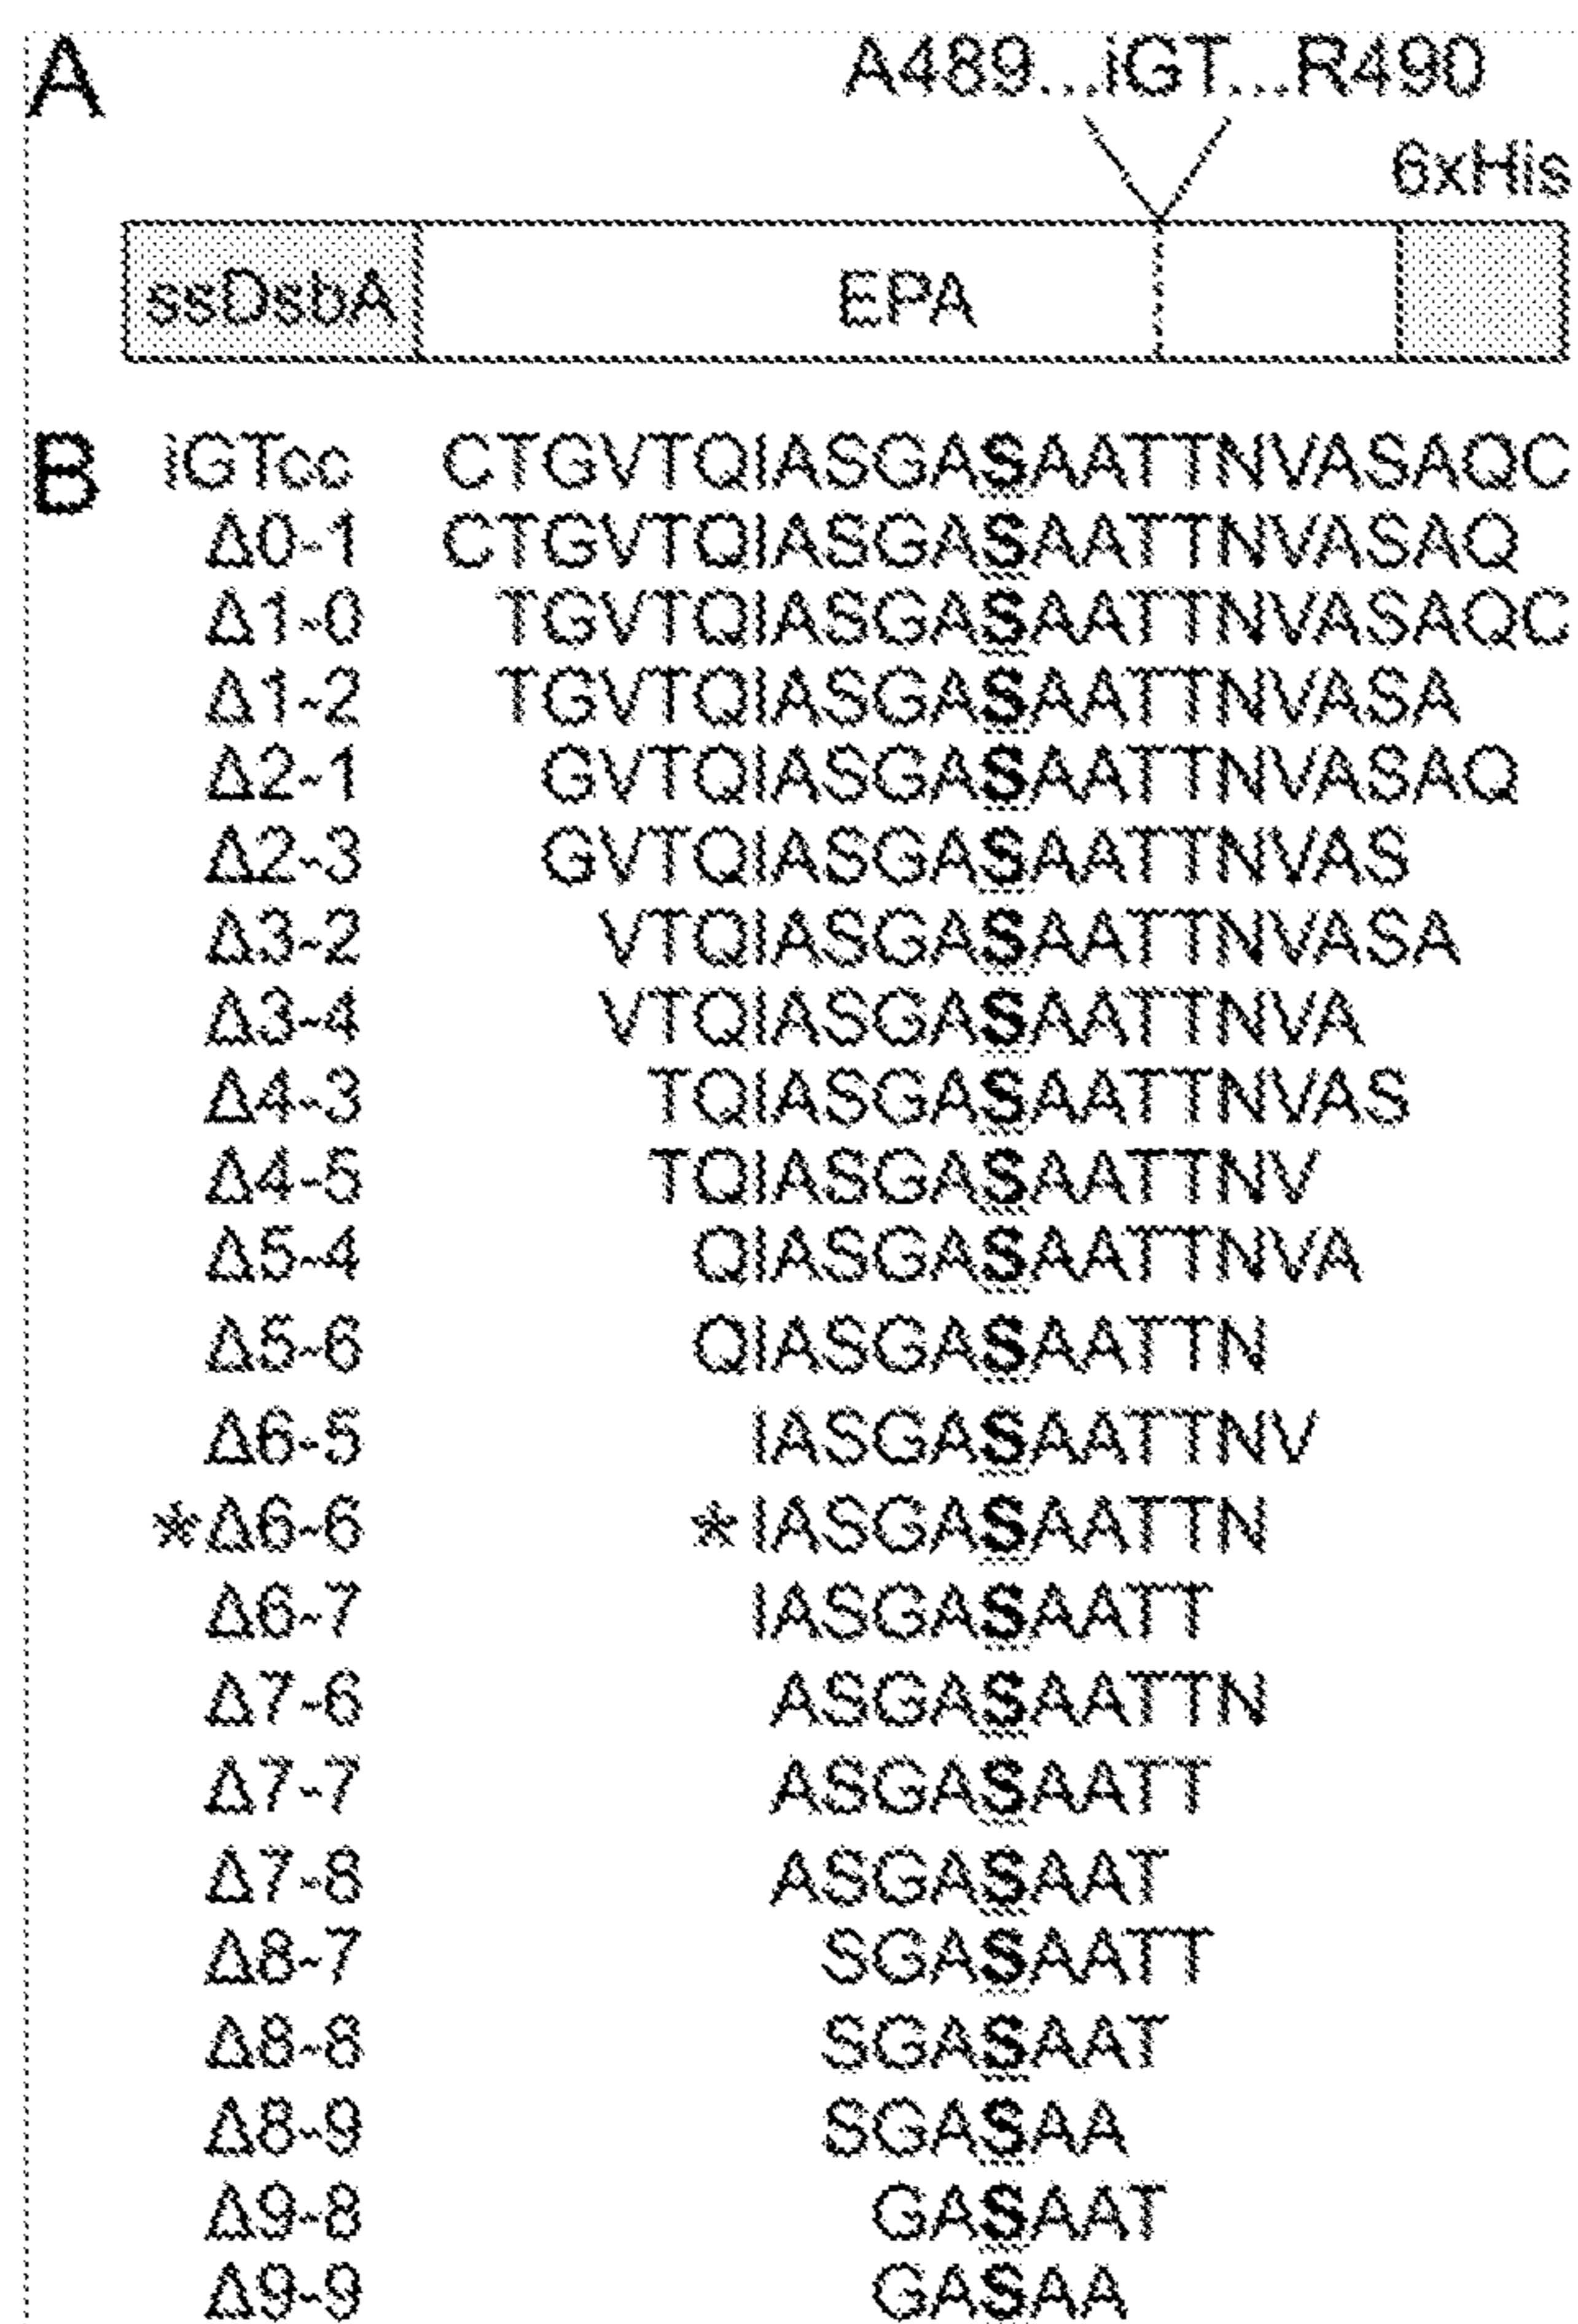 A
A489...iGT...R490
6xHis
ssDsbA EPA
B iGTcc CTGVTQIASGASAATTNVASAQC
Δ0-1 CTGVTQIASGASAATTNVASAQ
Δ1-0 TGVTQIASGASAATTNVASAQC
Δ1-2 TGVTQIASGASAATTNVASA
Δ2-1 GVTQIASGASAATTNVASAQ
Δ2-3 GVTQIASGASAATTNVAS
Δ3-2 VTQIASGASAATTNVASA
Δ3-4 VTQIASGASAATTNVA
Δ4-3 TQIASGASAATTNVAS
Δ4-5 TQIASGASAATTNV
Δ5-4 QIASGASAATTNVA
Δ5-6 QIASGASAATTN
Δ6-5 IASGASAATTNV
*Δ6-6 *IASGASAATTN
Δ6-7 IASGASAATT
Δ7-6 ASGASAATTN
Δ7-7 ASGASAATT
Δ7-8 ASGASAAT
Δ8-7 SGASAATT
Δ8-8 SGASAAT
Δ8-9 SGASAA
Δ9-8 GASAAT
Δ9-9 GASAA